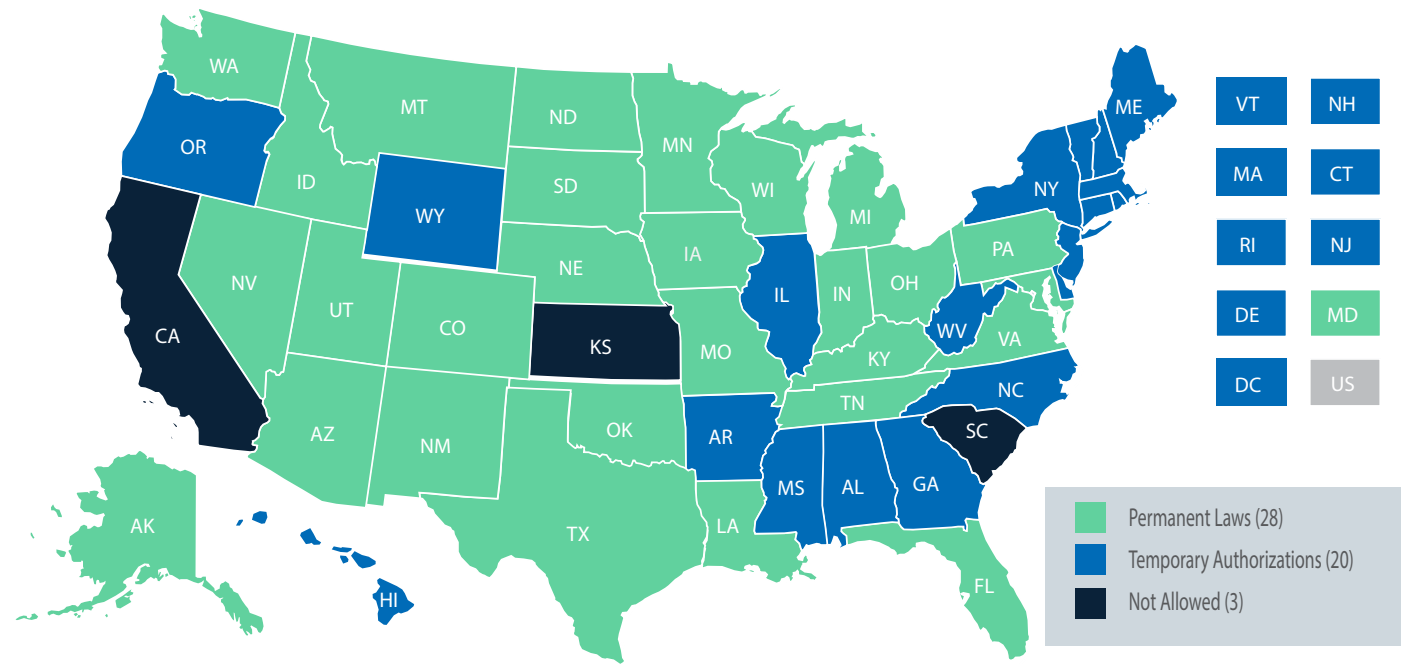 WA
MT
ND
MN
ME
VT
NH
OR
ID
SD
WI
MI
NY
MA
CT
WY
NE
IA
PA
RI
NJ
NV
UT
CO
IL
IN
OH
DE
MD
CA
KS
MO
KY
WV
VA
DC
US
AZ
NM
OK
AR
TN
NC
SC
AK
TX
LA
MS
AL
GA
FL
HI
Permanent Laws (28)
Temporary Authorizations (20)
Not Allowed (3)